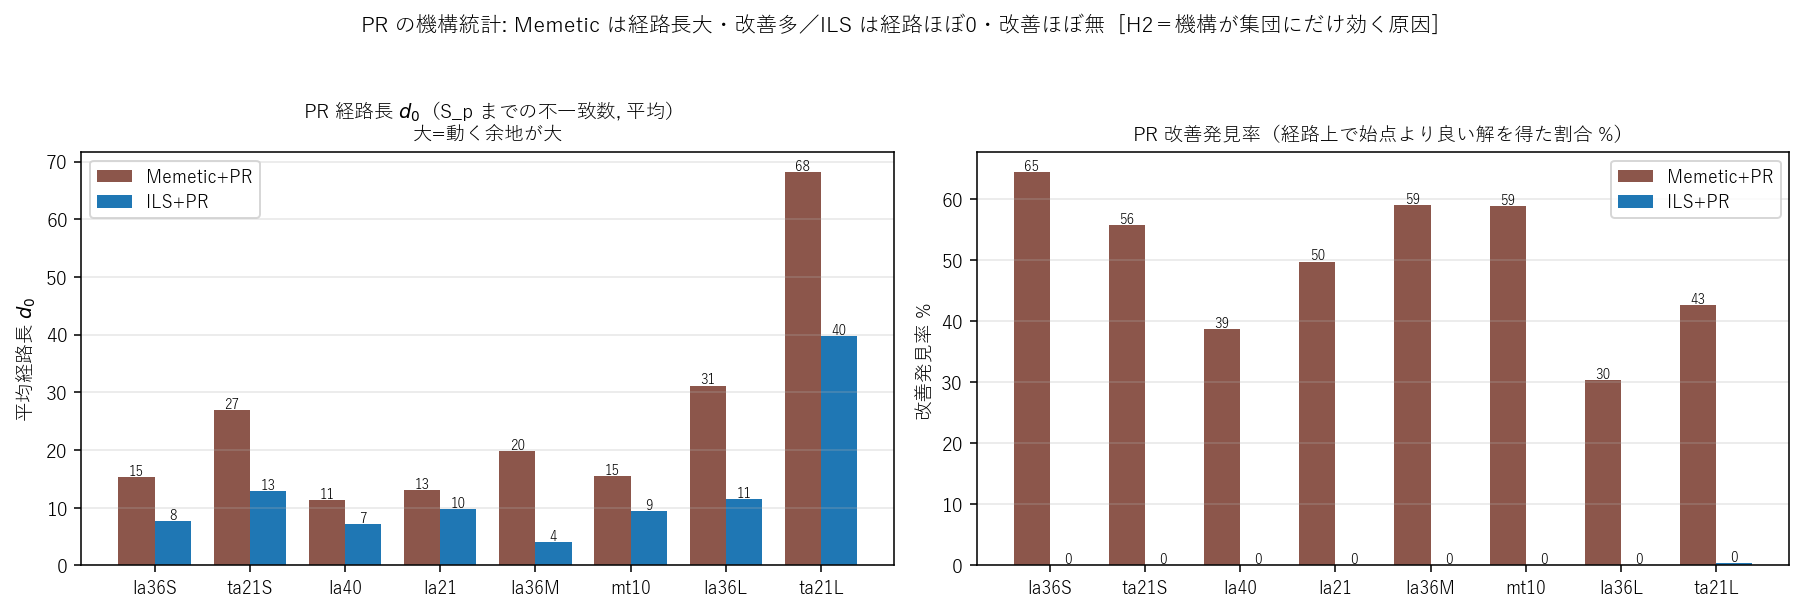 PR の機構統計: Memetic は経路長大・改善多／ILS は経路ほぼ0・改善ほぼ無［H2＝機構が集団にだけ効く原因］
PR 経路長 d₀（S_p までの不一致数, 平均）
大=動く余地が大
平均経路長 d₀
70
60
50
40
30
20
10
0
Memetic+PR
ILS+PR
15
8
27
13
11
7
13
10
20
4
15
9
31
11
68
40
la36S
ta21S
la40
la21
la36M
mt10
la36L
ta21L
PR 改善発見率（経路上で始点より良い解を得た割合 %）
改善発見率 %
60
50
40
30
20
10
0
Memetic+PR
ILS+PR
65
0
56
0
39
0
50
0
59
0
59
0
30
0
43
0
la36S
ta21S
la40
la21
la36M
mt10
la36L
ta21L